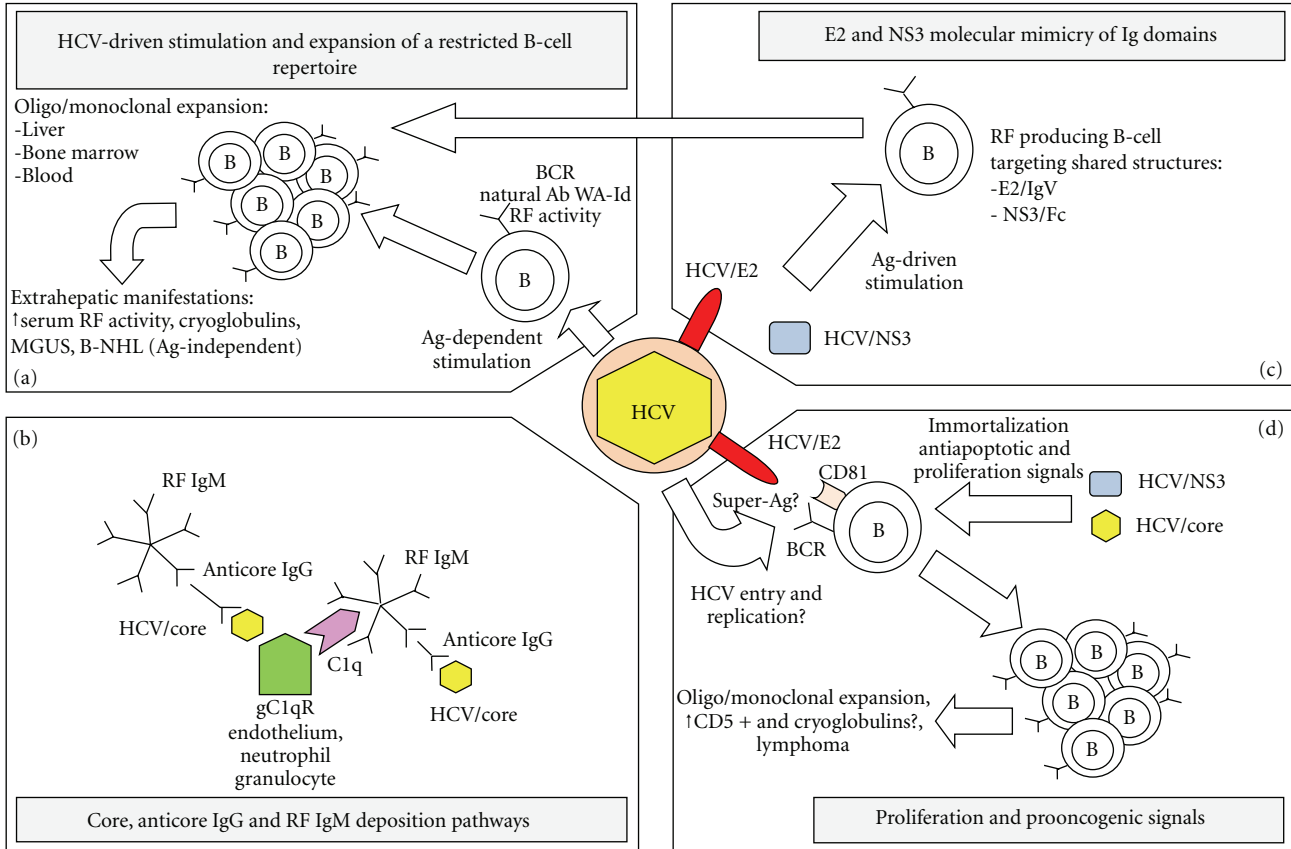 HCV-driven stimulation and expansion of a restricted B-cell
repertoire
Oligo/monoclonal expansion:
-Liver
-Bone marrow
-Blood
B
B
B
B
B
B
BCR
natural Ab WA-Id
RF activity
B
Ag-dependent
stimulation
Extrahepatic manifestations:
↑serum RF activity, cryoglobulins,
MGUS, B-NHL (Ag-independent)
(a)
E2 and NS3 molecular mimicry of Ig domains
B
RF producing B-cell
targeting shared structures:
-E2/IgV
- NS3/Fc
Ag-driven
stimulation
HCV/E2
HCV/NS3
(c)
HCV
HCV/E2
(b)
RF IgM
Anticore IgG
HCV/core
RF IgM
C1q
Anticore IgG
HCV/core
gC1qR
endothelium,
neutrophil
granulocyte
Core, anticore IgG and RF IgM deposition pathways
(d)
Immortalization
antiapoptotic and
proliferation signals
HCV/NS3
HCV/core
CD81
Super-Ag?
BCR
B
HCV entry and
replication?
B
B
B
B
B
B
Oligo/monoclonal expansion,
↑CD5 + and cryoglobulins?,
lymphoma
Proliferation and prooncogenic signals